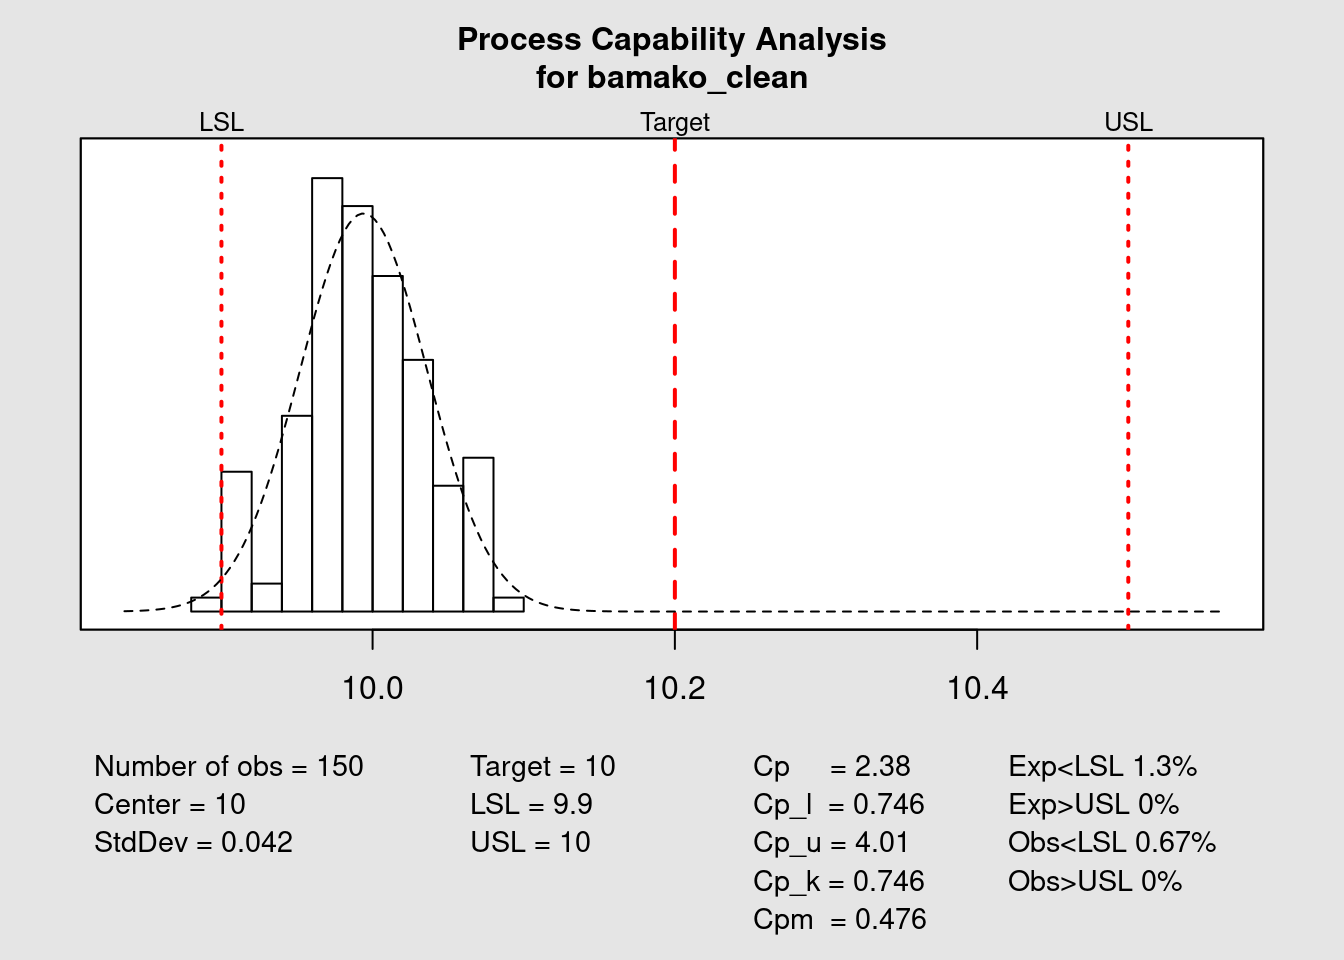 Process Capability Analysis
for bamako_clean
LSL Target USL
10.0 10.2 10.4
Number of obs = 150 Target = 10 Cp = 2.38 Exp<LSL 1.3%
Center = 10 LSL = 9.9 Cp_l = 0.746 Exp>USL 0%
StdDev = 0.042 USL = 10 Cp_u = 4.01 Obs<LSL 0.67%
Cp_k = 0.746 Obs>USL 0%
Cpm = 0.476